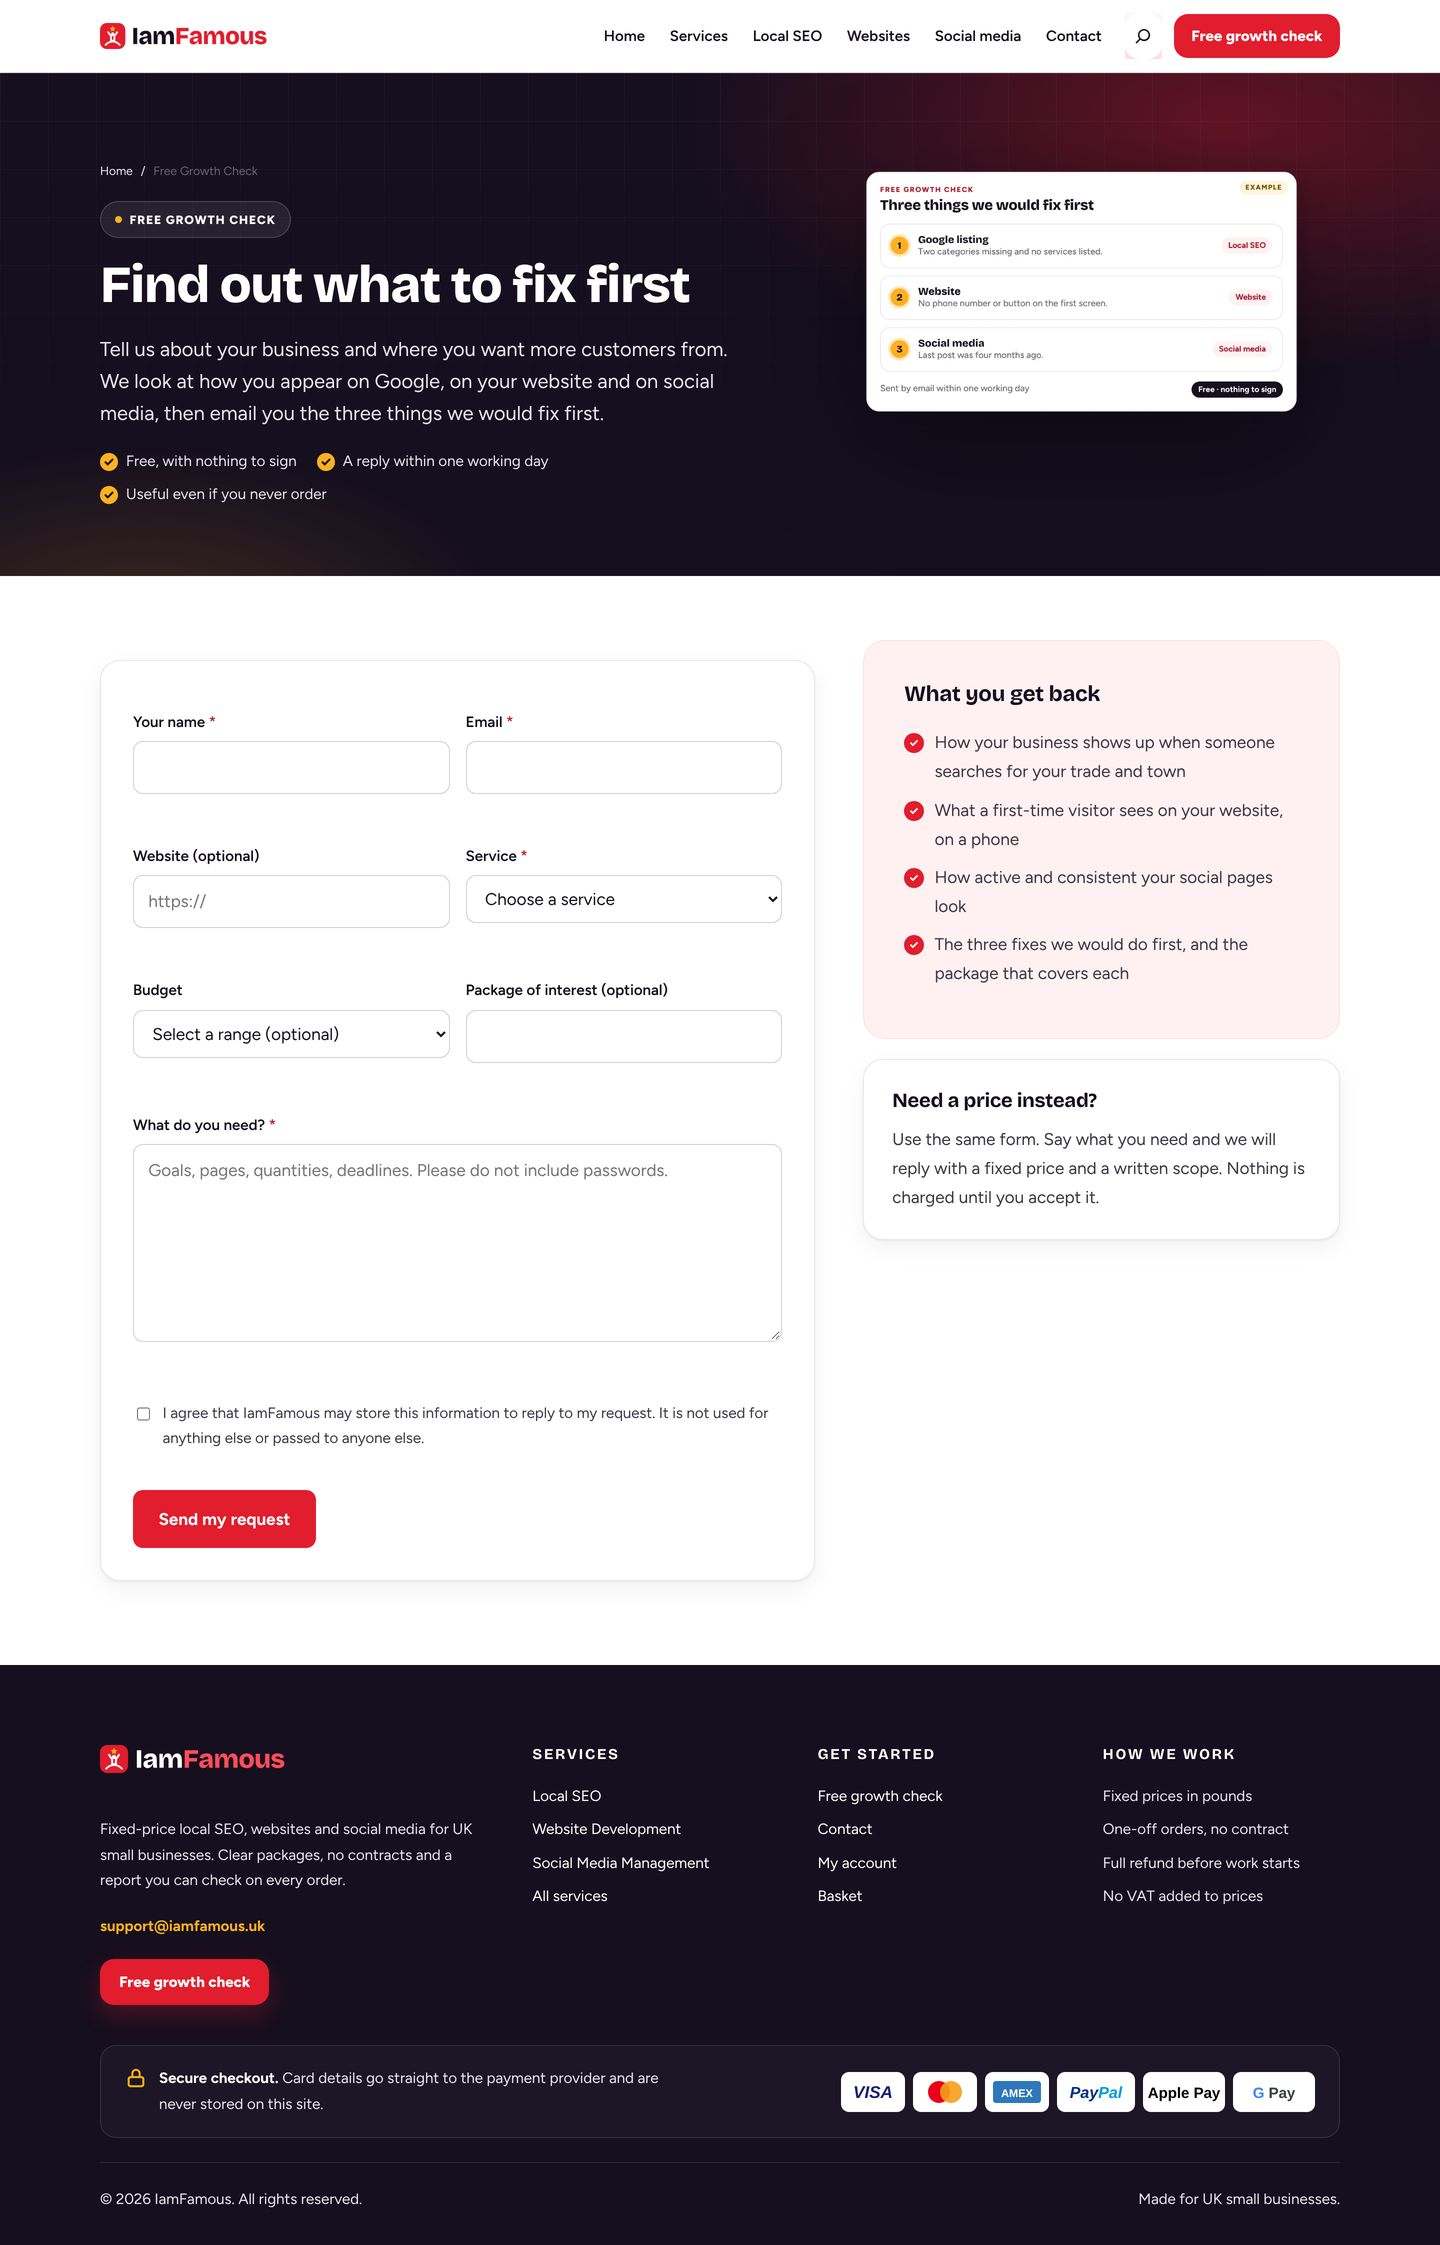 IamFamous
Home Services Local SEO Websites Social media Contact Free growth check
Home / Free Growth Check
FREE GROWTH CHECK
Find out what to fix first
Tell us about your business and where you want more customers from.
We look at how you appear on Google, on your website and on social
media, then email you the three things we would fix first.
Free, with nothing to sign A reply within one working day
Useful even if you never order
FREE GROWTH CHECK EXAMPLE
Three things we would fix first
1 Google listing
Two categories missing and no services listed.
Local SEO
2 Website
No phone number or button on the first screen.
Website
3 Social media
Last post was four months ago.
Social media
Sent by email within one working day Free · nothing to sign
Your name * Email *
Website (optional) Service *
https:// Choose a service
Budget Package of interest (optional)
Select a range (optional)
What do you need? *
Goals, pages, quantities, deadlines. Please do not include passwords.
I agree that IamFamous may store this information to reply to my request. It is not used for
anything else or passed to anyone else.
Send my request
What you get back
How your business shows up when someone
searches for your trade and town
What a first-time visitor sees on your website,
on a phone
How active and consistent your social pages
look
The three fixes we would do first, and the
package that covers each
Need a price instead?
Use the same form. Say what you need and we will
reply with a fixed price and a written scope. Nothing is
charged until you accept it.
IamFamous
Fixed-price local SEO, websites and social media for UK
small businesses. Clear packages, no contracts and a
report you can check on every order.
support@iamfamous.uk
Free growth check
SERVICES
Local SEO
Website Development
Social Media Management
All services
GET STARTED
Free growth check
Contact
My account
Basket
HOW WE WORK
Fixed prices in pounds
One-off orders, no contract
Full refund before work starts
No VAT added to prices
Secure checkout. Card details go straight to the payment provider and are
never stored on this site.
VISA AMEX PayPal Apple Pay G Pay
© 2026 IamFamous. All rights reserved. Made for UK small businesses.